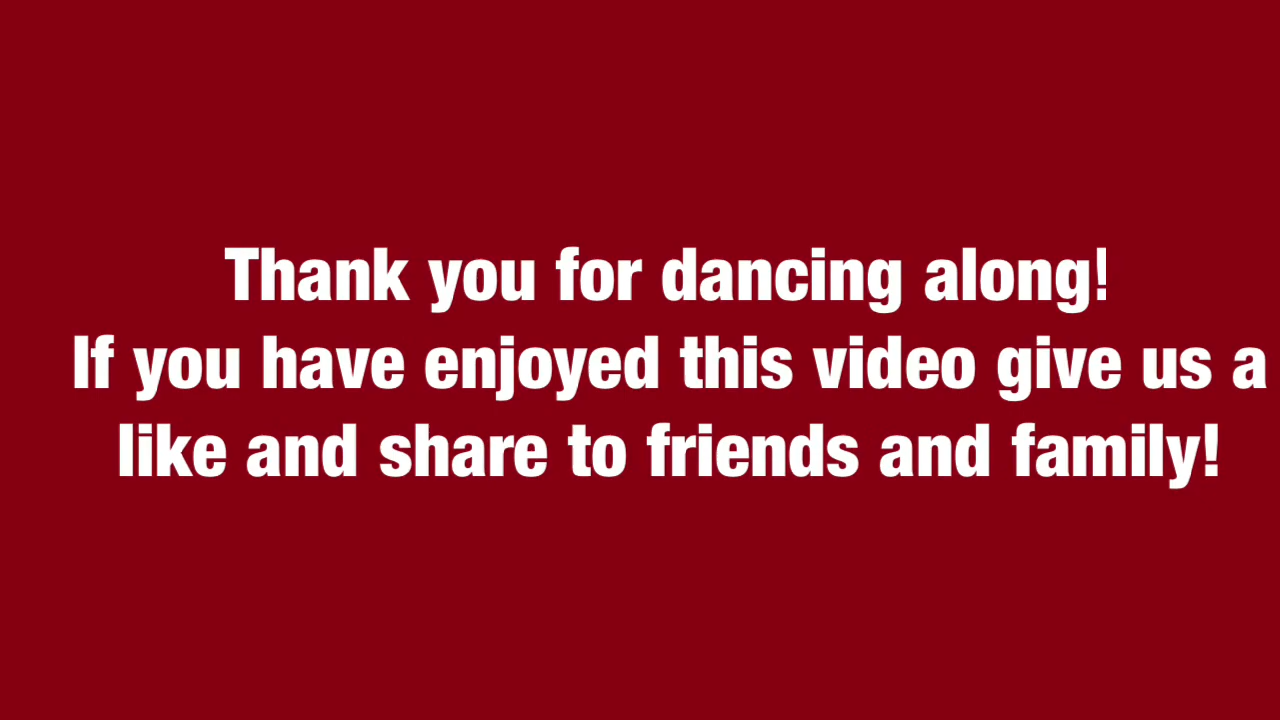 Thank you for dancing along!
If you have enjoyed this video give us a
like and share to friends and family!